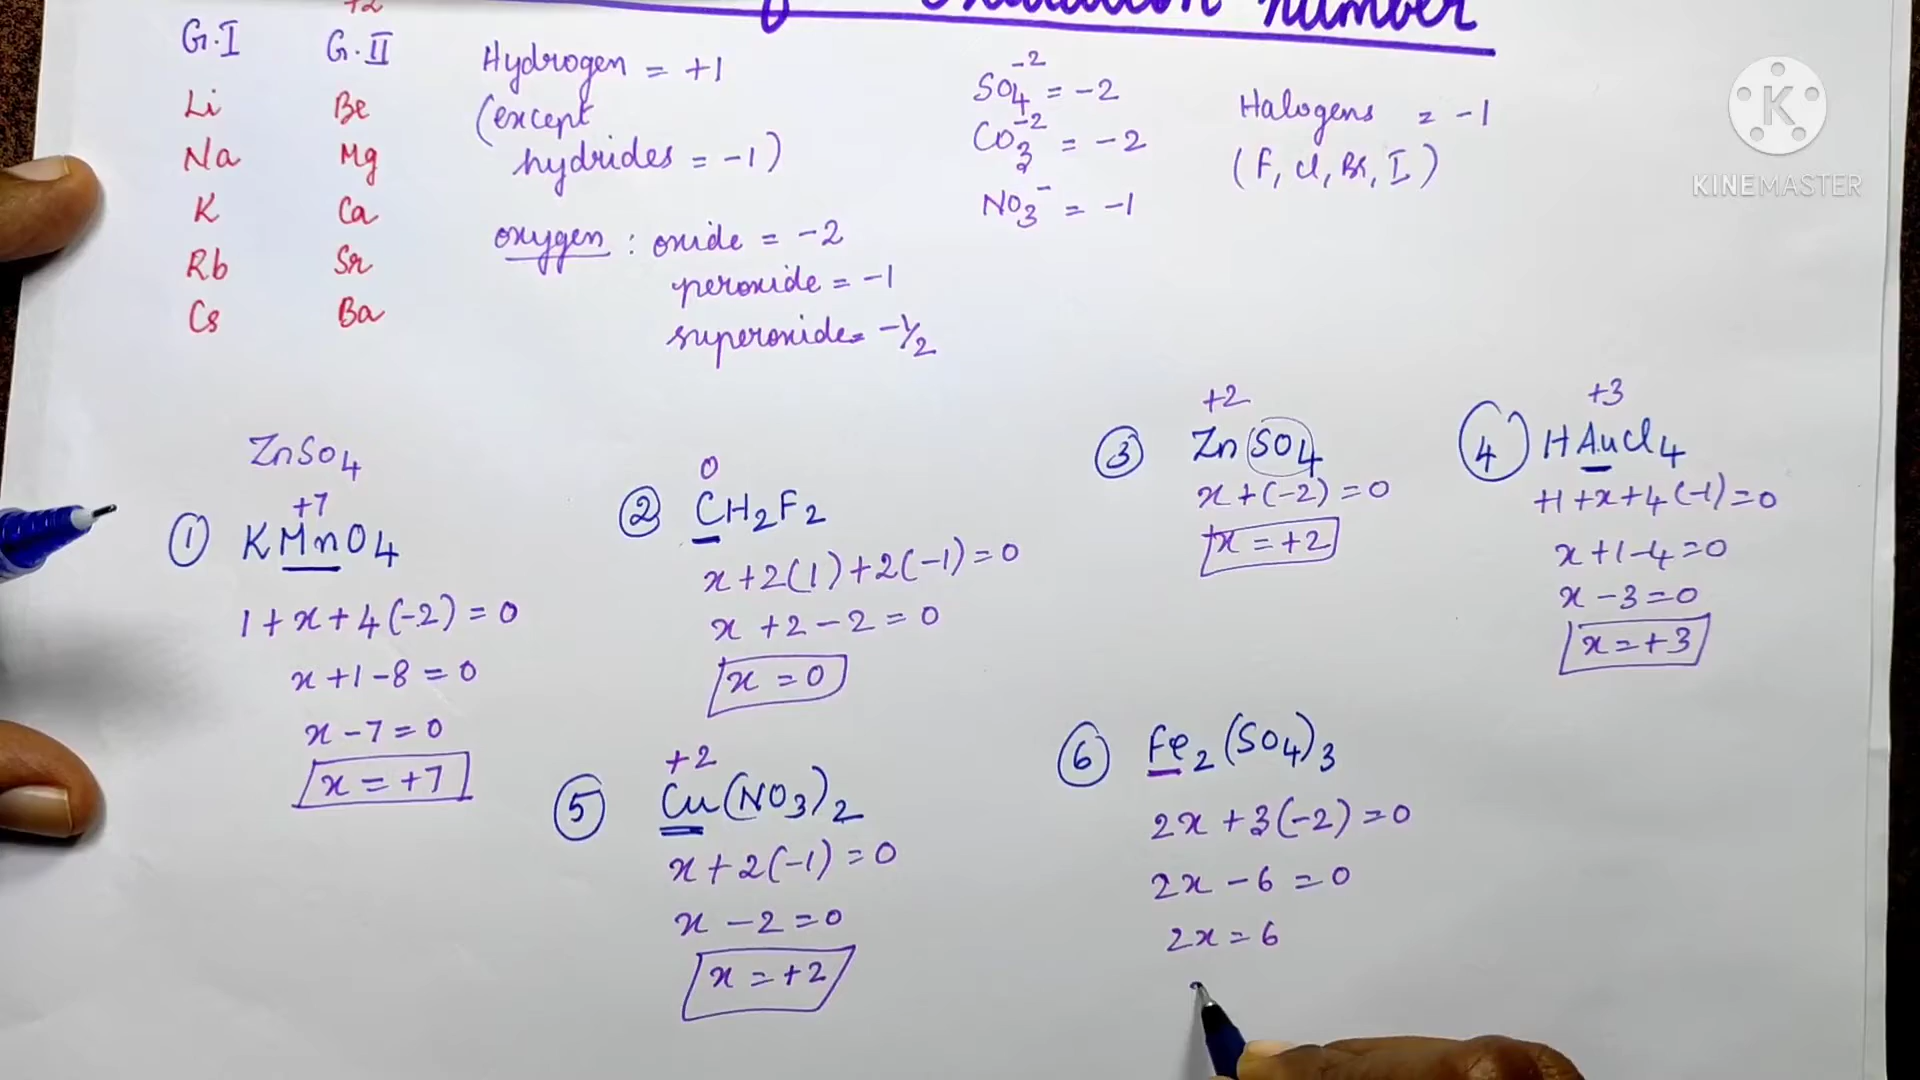 oxidation number
+2
G.I G.II
Li Be
Na Mg
K Ca
Rb Sr
Cs Ba
Hydrogen = +1
(except
hydrides = -1)
oxygen : oxide = -2
peroxide = -1
superoxide = -1/2
SO4-2 = -2
CO3-2 = -2
3
NO3- = -1
Halogens = -1
(F, Cl, Br, I)
KINEMASTER
K
ZnSO4
+7
① KMnO4
1 + x + 4(-2) = 0
x + 1 - 8 = 0
x - 7 = 0
x = +7
0
② CH2F2
x + 2(1) + 2(-1) = 0
x + 2 - 2 = 0
x = 0
+2
③ Zn(SO4
x + (-2) = 0
x = +2
+3
④ HAuCl4
+1 + x + 4(-1) = 0
x + 1 - 4 = 0
x - 3 = 0
x = +3
+2
⑤ Cu(NO3)2
x + 2(-1) = 0
x - 2 = 0
x = +2
⑥ Fe2(SO4)3
2x + 3(-2) = 0
2x - 6 = 0
2x = 6